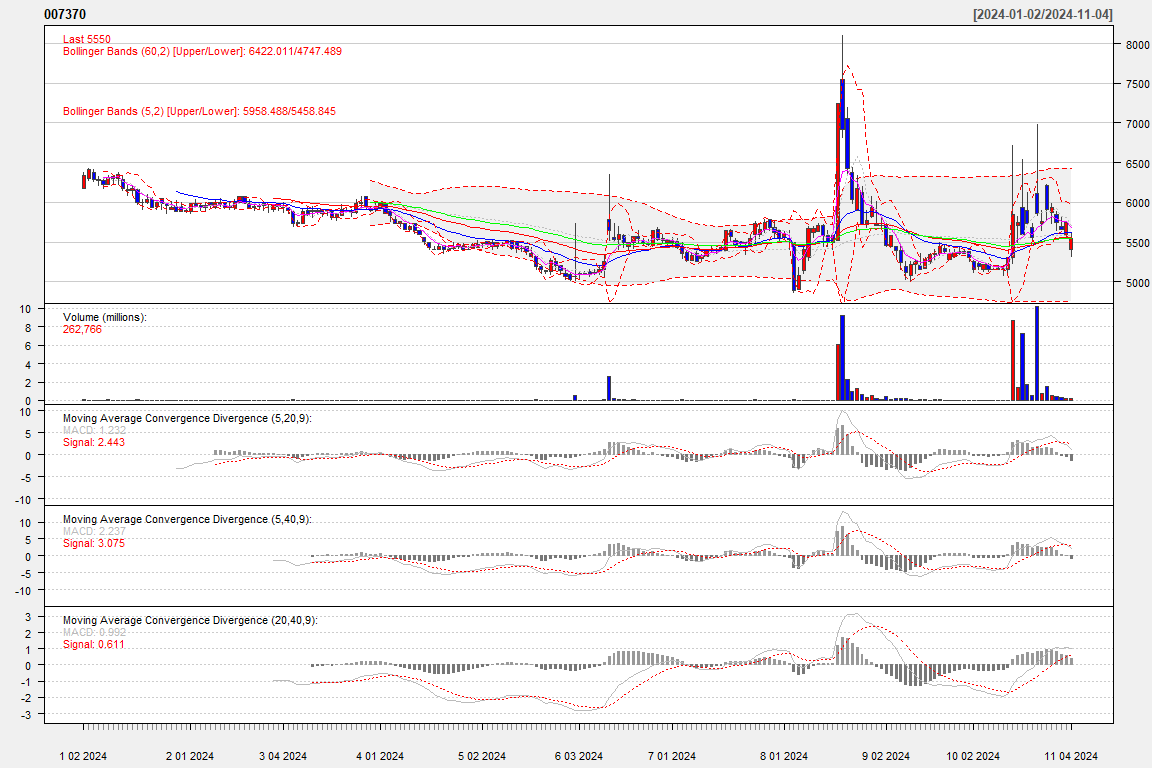 007370 [2024-01-02/2024-11-04]
Last 5550
Bollinger Bands (60,2) [Upper/Lower]: 6422.011/4747.489
Bollinger Bands (5,2) [Upper/Lower]: 5958.488/5458.845
8000
7500
7000
6500
6000
5500
5000
Volume (millions):
262,766
10
8
6
4
2
0
Moving Average Convergence Divergence (5,20,9):
MACD: 1.232
Signal: 2.443
10
5
0
-5
-10
Moving Average Convergence Divergence (5,40,9):
MACD: 2.237
Signal: 3.075
10
5
0
-5
-10
Moving Average Convergence Divergence (20,40,9):
MACD: 0.992
Signal: 0.611
3
2
1
0
-1
-2
-3
1 02 2024 2 01 2024 3 04 2024 4 01 2024 5 02 2024 6 03 2024 7 01 2024 8 01 2024 9 02 2024 10 02 2024 11 04 2024